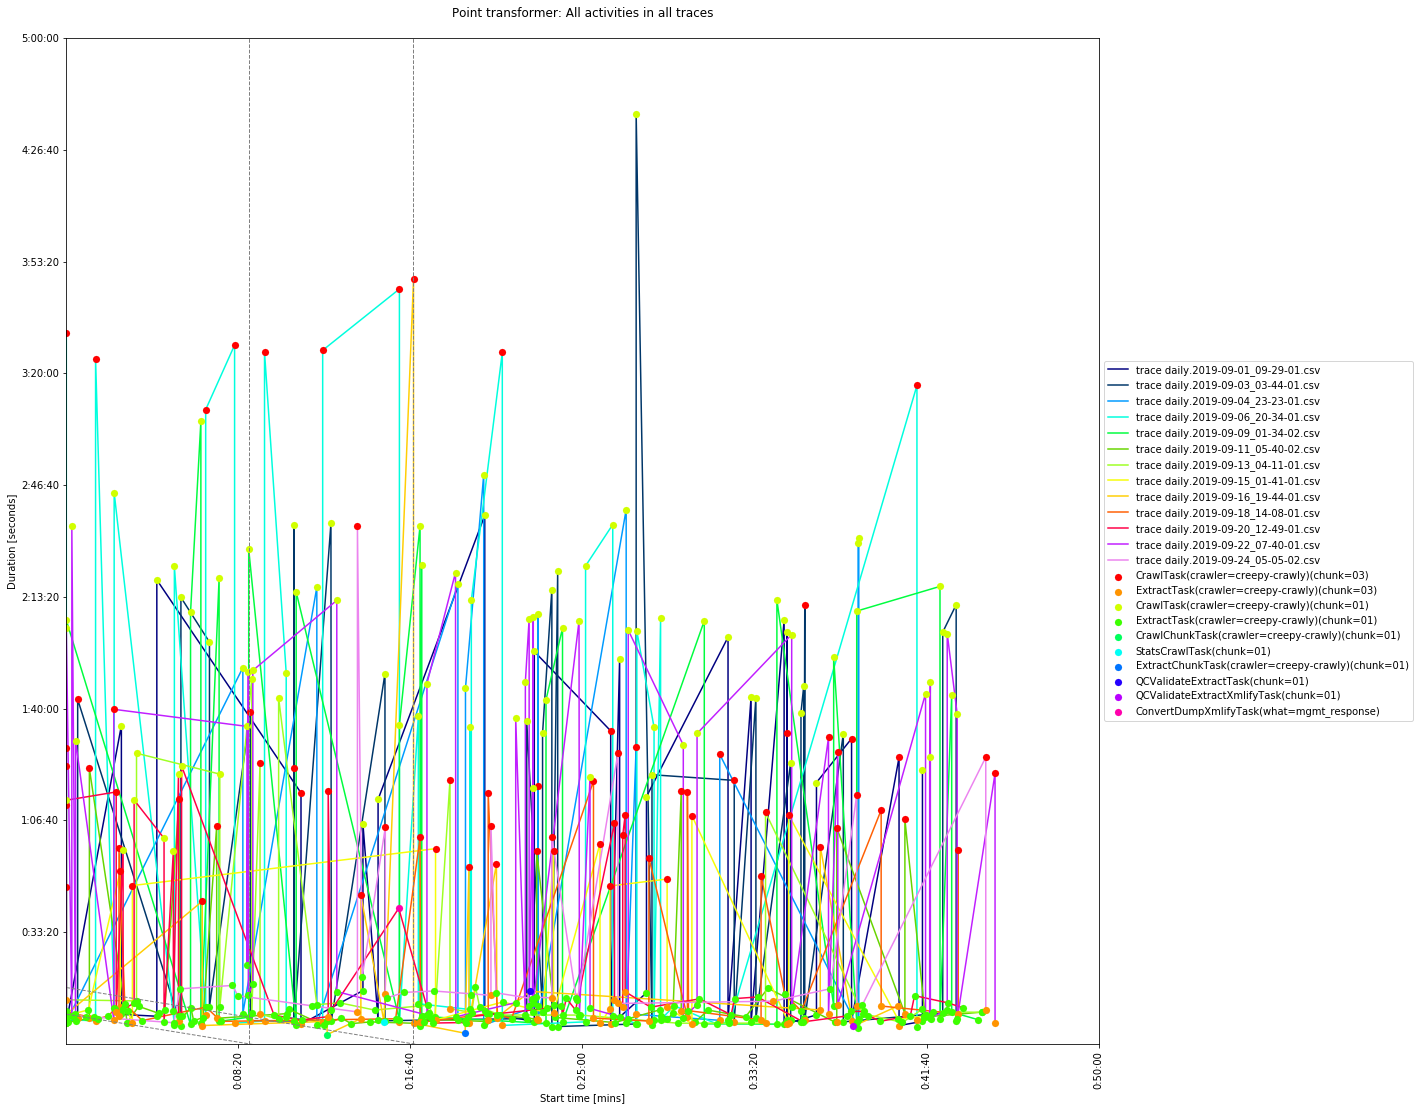 Point transformer: All activities in all traces
5:00:00
4:26:40
3:53:20
3:20:00
2:46:40
2:13:20
1:40:00
1:06:40
0:33:20
Duration [seconds]
0:08:20
0:16:40
0:25:00
0:33:20
0:41:40
0:50:00
Start time [mins]
trace daily.2019-09-01_09-29-01.csv
trace daily.2019-09-03_03-44-01.csv
trace daily.2019-09-04_23-23-01.csv
trace daily.2019-09-06_20-34-01.csv
trace daily.2019-09-09_01-34-02.csv
trace daily.2019-09-11_05-40-02.csv
trace daily.2019-09-13_04-11-01.csv
trace daily.2019-09-15_01-41-01.csv
trace daily.2019-09-16_19-44-01.csv
trace daily.2019-09-18_14-08-01.csv
trace daily.2019-09-20_12-49-01.csv
trace daily.2019-09-22_07-40-01.csv
trace daily.2019-09-24_05-05-02.csv
CrawlTask(crawler=creepy-crawly)(chunk=03)
ExtractTask(crawler=creepy-crawly)(chunk=03)
CrawlTask(crawler=creepy-crawly)(chunk=01)
ExtractTask(crawler=creepy-crawly)(chunk=01)
CrawlChunkTask(crawler=creepy-crawly)(chunk=01)
StatsCrawlTask(chunk=01)
ExtractChunkTask(crawler=creepy-crawly)(chunk=01)
QCValidateExtractTask(chunk=01)
QCValidateExtractXmlifyTask(chunk=01)
ConvertDumpXmlifyTask(what=mgmt_response)